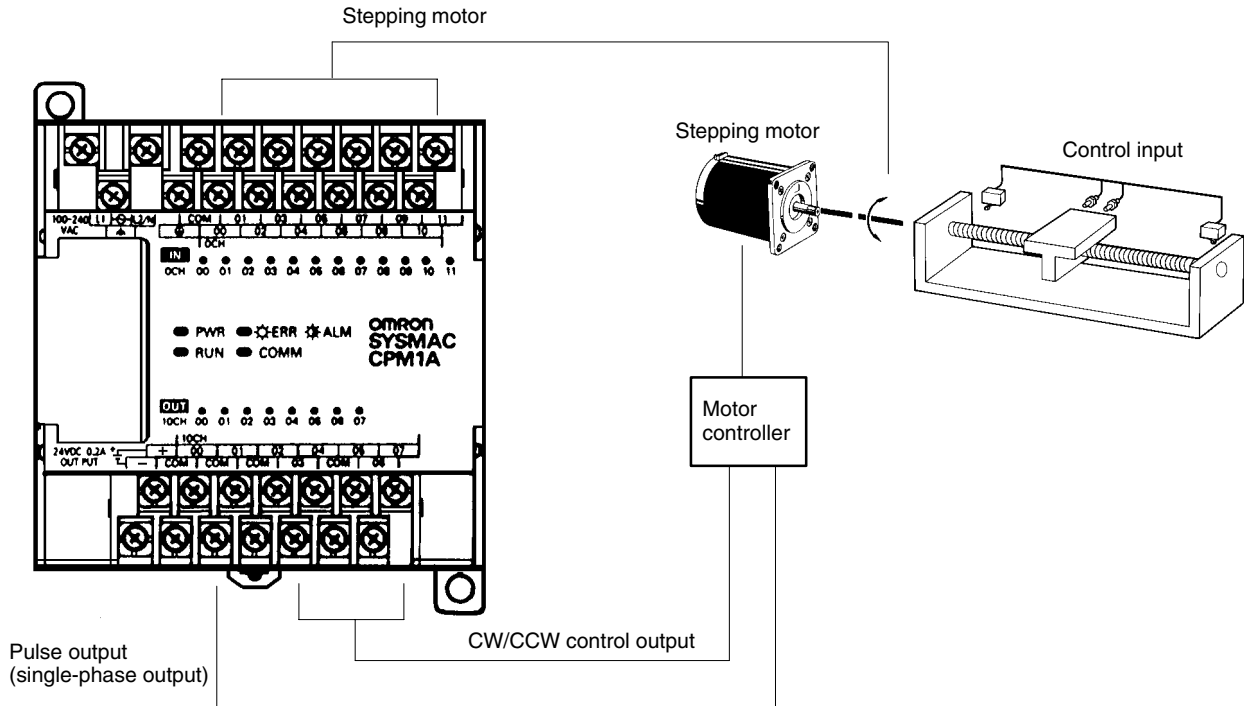 Stepping motor
Stepping motor
Control input
100-240 L1 L2/N COM 01 03 05 07 09 11
VAC 00 02 04 06 08 10
0CH
IN
0CH 00 01 02 03 04 05 06 07 08 09 10 11
PWR ERR ALM
RUN COMM
OMRON
SYSMAC
CPM1A
OUT
10CH 00 01 02 03 04 05 06 07
10CH
24VDC 0.2A + 00 01 02 04 05 07
OUTPUT - COM COM COM 03 COM 06
Motor
controller
CW/CCW control output
Pulse output
(single-phase output)